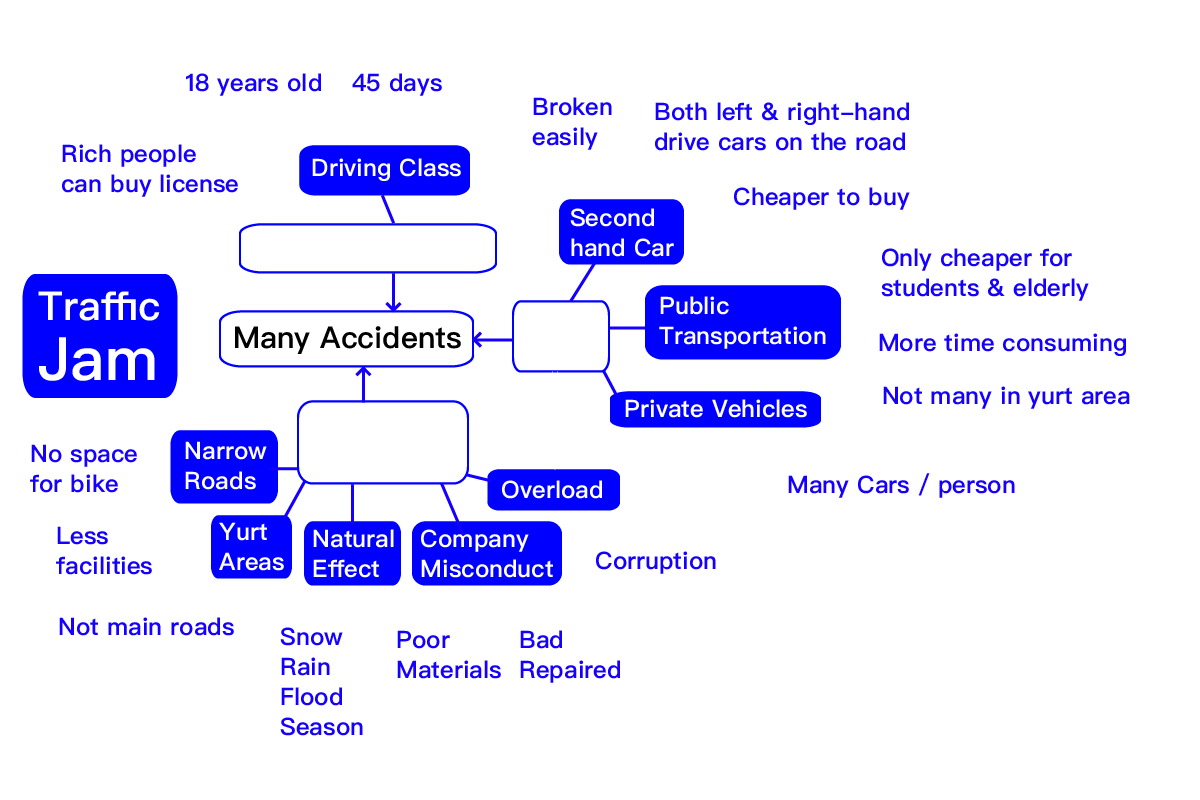 18 years old
45 days
Broken
easily
Both left & right-hand
drive cars on the road
Rich people
can buy license
Driving Class
Cheaper to buy
Second
hand Car
Only cheaper for
students & elderly
Traffic
Jam
Public
Transportation
Many Accidents
More time consuming
Not many in yurt area
Private Vehicles
No space
for bike
Narrow
Roads
Overload
Many Cars / person
Less
facilities
Yurt
Areas
Natural
Effect
Company
Misconduct
Corruption
Not main roads
Snow
Rain
Flood
Season
Poor
Materials
Bad
Repaired